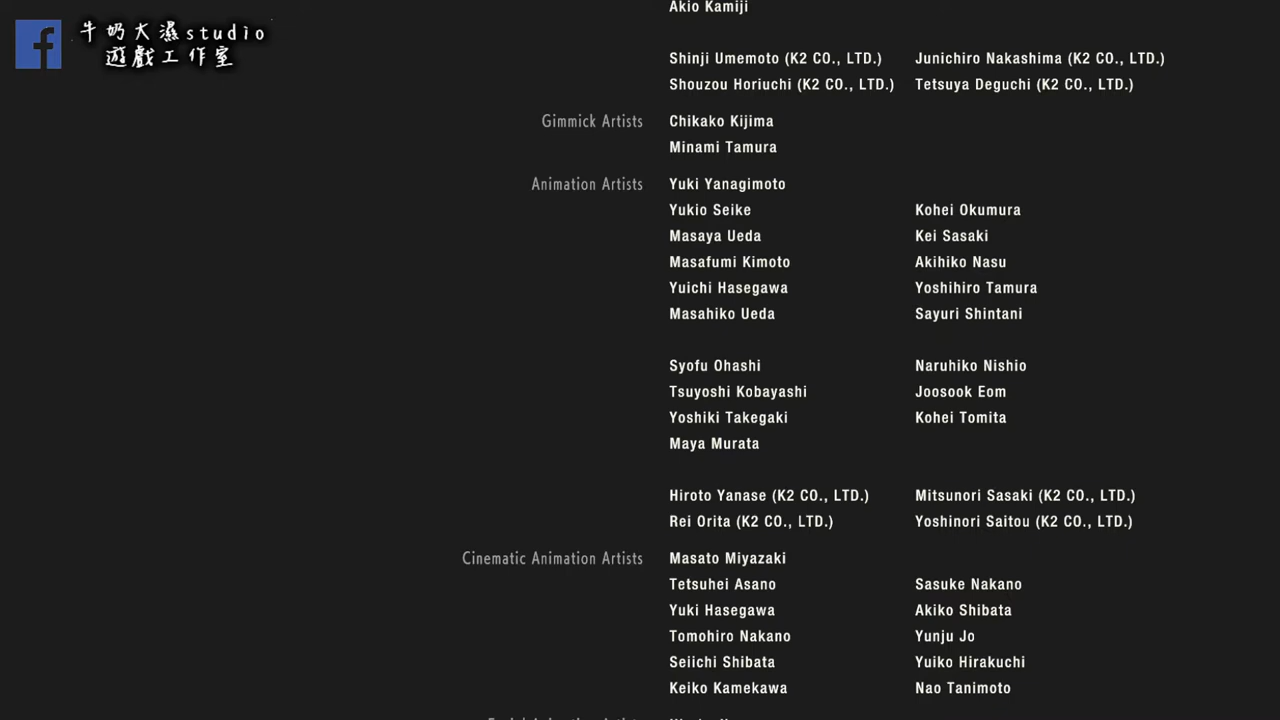 牛奶大濕studio
遊戲工作室
Akio Kamiji
Shinji Umemoto (K2 CO., LTD.) Junichiro Nakashima (K2 CO., LTD.)
Shouzou Horiuchi (K2 CO., LTD.) Tetsuya Deguchi (K2 CO., LTD.)
Gimmick Artists Chikako Kijima
Minami Tamura
Animation Artists Yuki Yanagimoto
Yukio Seike Kohei Okumura
Masaya Ueda Kei Sasaki
Masafumi Kimoto Akihiko Nasu
Yuichi Hasegawa Yoshihiro Tamura
Masahiko Ueda Sayuri Shintani
Syofu Ohashi Naruhiko Nishio
Tsuyoshi Kobayashi Joosook Eom
Yoshiki Takegaki Kohei Tomita
Maya Murata
Hiroto Yanase (K2 CO., LTD.) Mitsunori Sasaki (K2 CO., LTD.)
Rei Orita (K2 CO., LTD.) Yoshinori Saitou (K2 CO., LTD.)
Cinematic Animation Artists Masato Miyazaki
Tetsuhei Asano Sasuke Nakano
Yuki Hasegawa Akiko Shibata
Tomohiro Nakano Yunju Jo
Seiichi Shibata Yuiko Hirakuchi
Keiko Kamekawa Nao Tanimoto